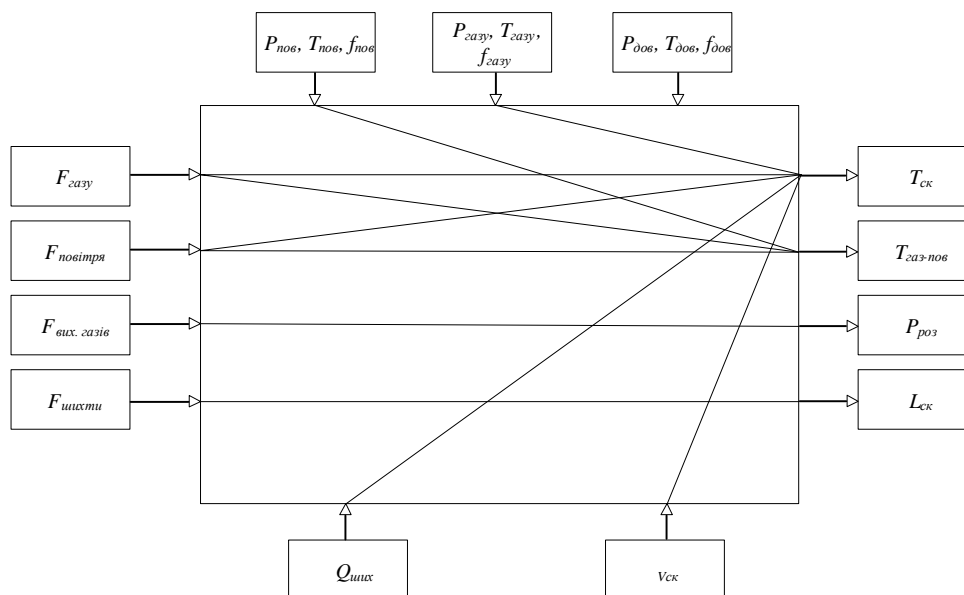 Pпов, Tпов, fпов
Pгазу, Tгазу,
fгазу
Pдов, Tдов, fдов
Fгазу
Tск
Fповітря
Tгаз-пов
Fвих. газів
Pроз
Fшихти
Lск
Qших
vск